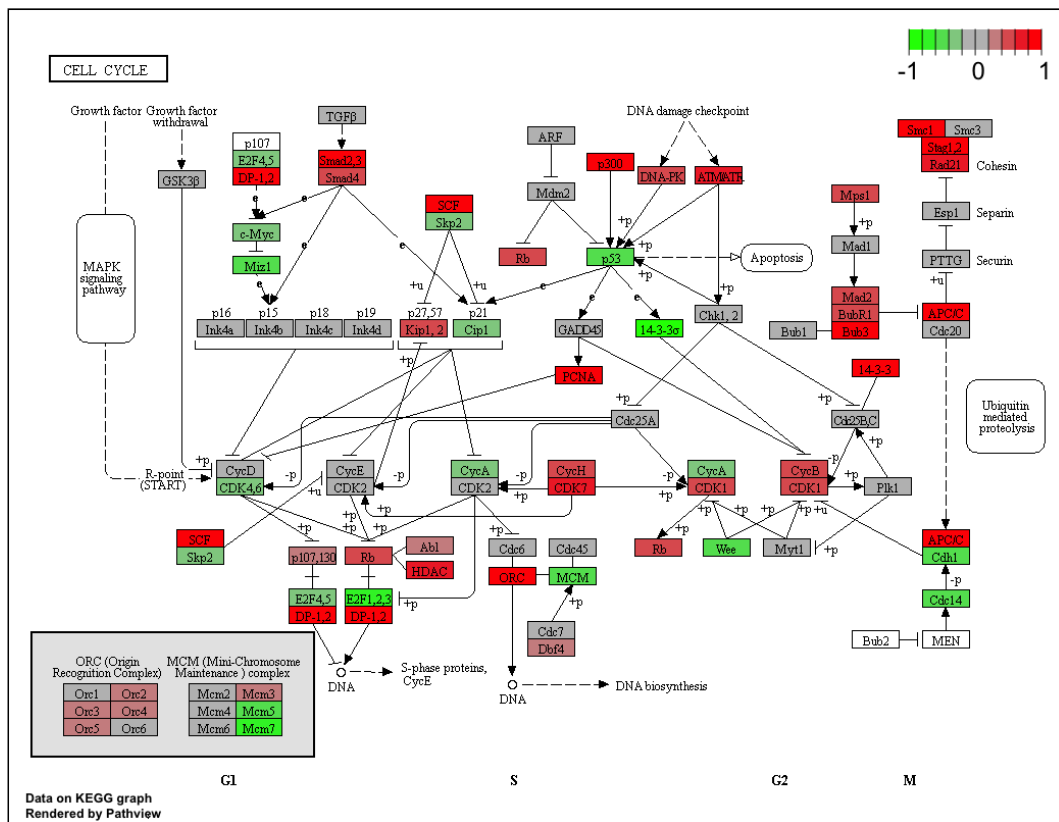 -1 0 1
CELL CYCLE
Growth factor
Growth factor
withdrawal
TGFβ
DNA damage checkpoint
p107
E2F4,5
DP-1,2
Smad2,3
Smad4
ARF
p300
DNA-PK
ATM/ATR
Smc1 Smc3
Stag1,2
Rad21
Cohesin
GSK3β
Mdm2
SCF
Skp2
Mps1
Esp1
Separin
e e
c-Myc
Rb
+p
+p
Mad1
e e
Miz1
p53
+p
Apoptosis
PTTG
Securin
MAPK
signaling
pathway
+u
e e
+p
+u
Mad2
BubR1
Bub3
Bub1
APC/C
Cdc20
p16 p15 p18 p19
Ink4a Ink4b Ink4c Ink4d
p27,57
Kip1, 2
p21
Cip1
GADD45
14-3-3σ
Chk1, 2
+p
PCNA
14-3-3
+p +p
Cdc25A
Cdc25B,C
Ubiquitin
mediated
proteolysis
R-point
(START)
+p
CycD
CDK4,6
-p
CycE
CDK2
-p
CycA
CDK2
-p
+p
CycH
CDK7
-p
+p
CycA
CDK1
CycB
CDK1
-p
+p
+p
Plk1
+u
+p
+p
+p
+p
+p
+p
+p
+p
+p
+u
SCF
Skp2
p107,130
Rb
Abl
HDAC
Cdc6
Cdc45
ORC
MCM
Rb
Wee
Myt1
+p
APC/C
Cdh1
-p
E2F4,5
DP-1,2
E2F1,2,3
DP-1,2
+p
+p
Cdc7
Dbf4
Cdc14
Bub2
MEN
DNA
S-phase proteins,
CycE
DNA
DNA biosynthesis
ORC (Origin
Recognition Complex)
Orc1 Orc2
Orc3 Orc4
Orc5 Orc6
MCM (Mini-Chromosome
Maintenance ) complex
Mcm2 Mcm3
Mcm4 Mcm5
Mcm6 Mcm7
G1 S G2 M
Data on KEGG graph
Rendered by Pathview